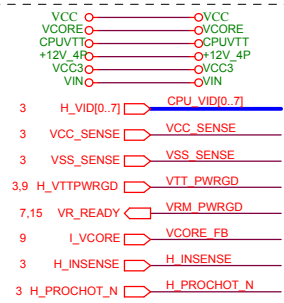 VCC VCC
VCORE VCORE
CPUVTT CPUVTT
+12V_4P +12V_4P
VCC3 VCC3
VIN VIN
3 H_VID[0..7] CPU_VID[0..7]
3 VCC_SENSE VCC_SENSE
3 VSS_SENSE VSS_SENSE
3,9 H_VTTPWRGD VTT_PWRGD
7,15 VR_READY VRM_PWRGD
9 I_VCORE VCORE_FB
3 H_INSENSE H_INSENSE
3 H_PROCHOT_N H_PROCHOT_N